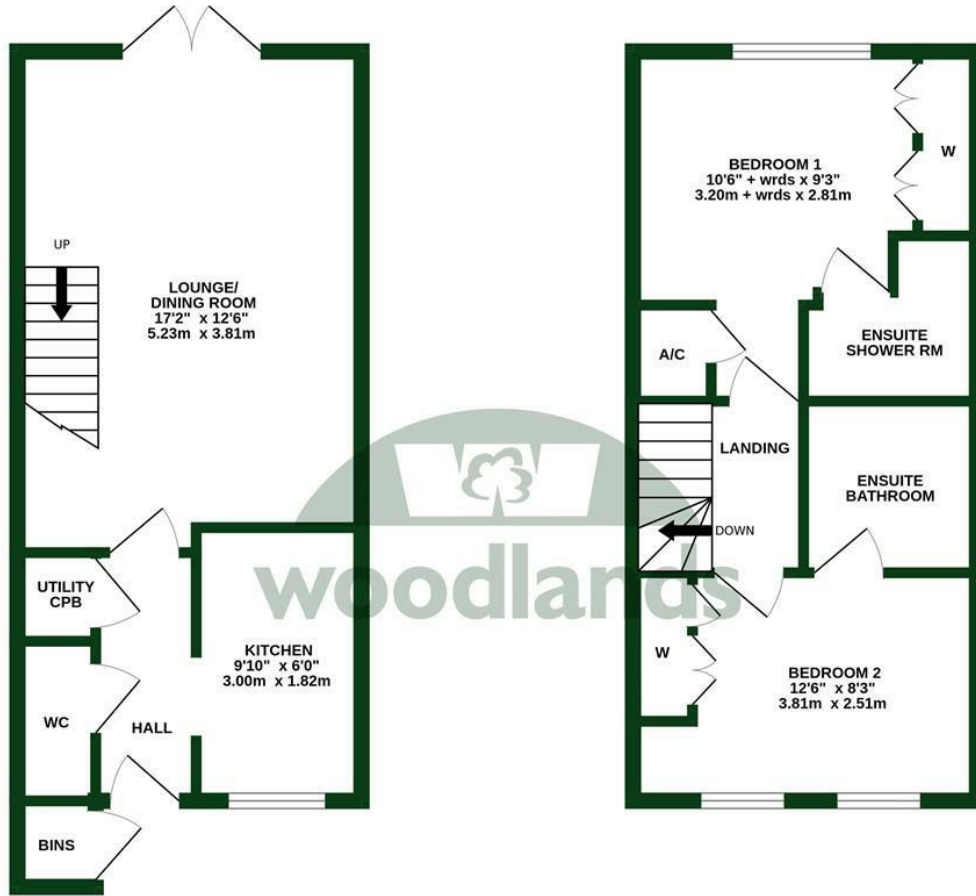 UP
LOUNGE/
DINING ROOM
17'2" x 12'6"
5.23m x 3.81m
UTILITY
CPB
WC
HALL
KITCHEN
9'10" x 6'0"
3.00m x 1.82m
BINS
BEDROOM 1
10'6" + wrds x 9'3"
3.20m + wrds x 2.81m
W
A/C
ENSUITE
SHOWER RM
LANDING
ENSUITE
BATHROOM
DOWN
W
BEDROOM 2
12'6" x 8'3"
3.81m x 2.51m
woodlands